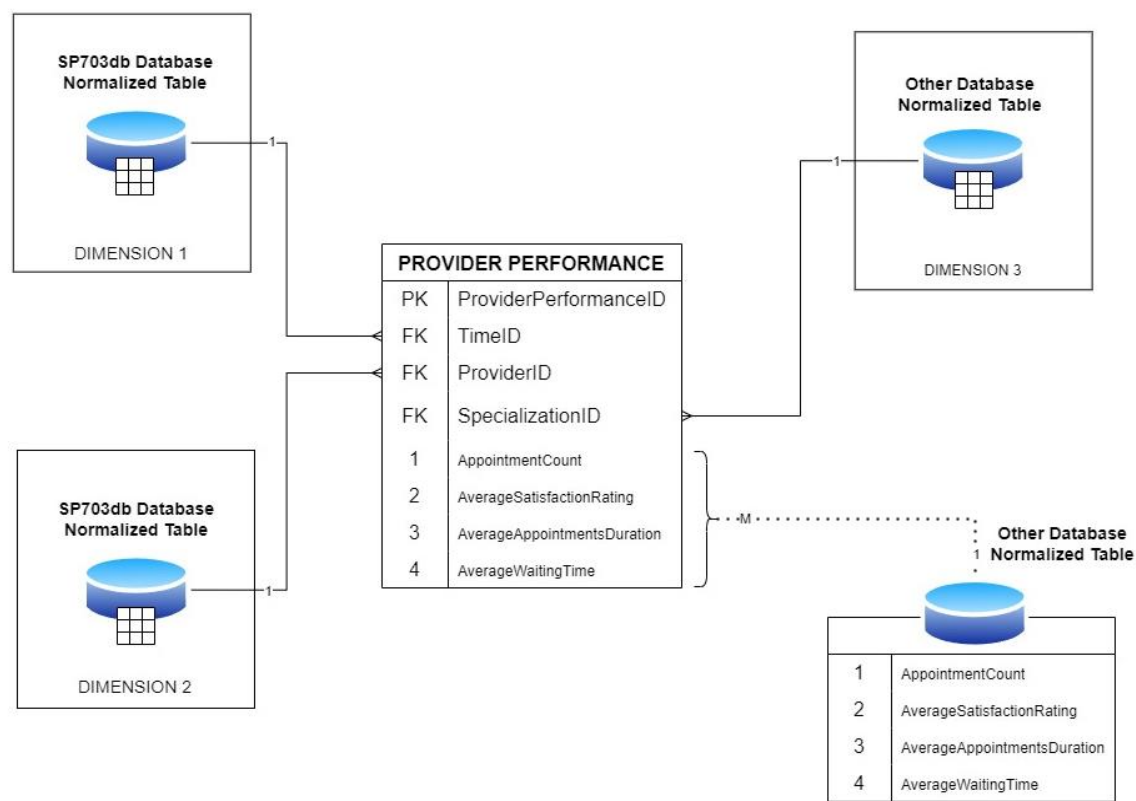 SP703db Database
Normalized Table
1
DIMENSION 1
Other Database
Normalized Table
1
DIMENSION 3
PROVIDER PERFORMANCE
PK ProviderPerformanceID
FK TimeID
FK ProviderID
FK SpecializationID
1 AppointmentCount
2 AverageSatisfactionRating
3 AverageAppointmentsDuration
4 AverageWaitingTime
SP703db Database
Normalized Table
1
DIMENSION 2
M
Other Database
1 Normalized Table
1 AppointmentCount
2 AverageSatisfactionRating
3 AverageAppointmentsDuration
4 AverageWaitingTime